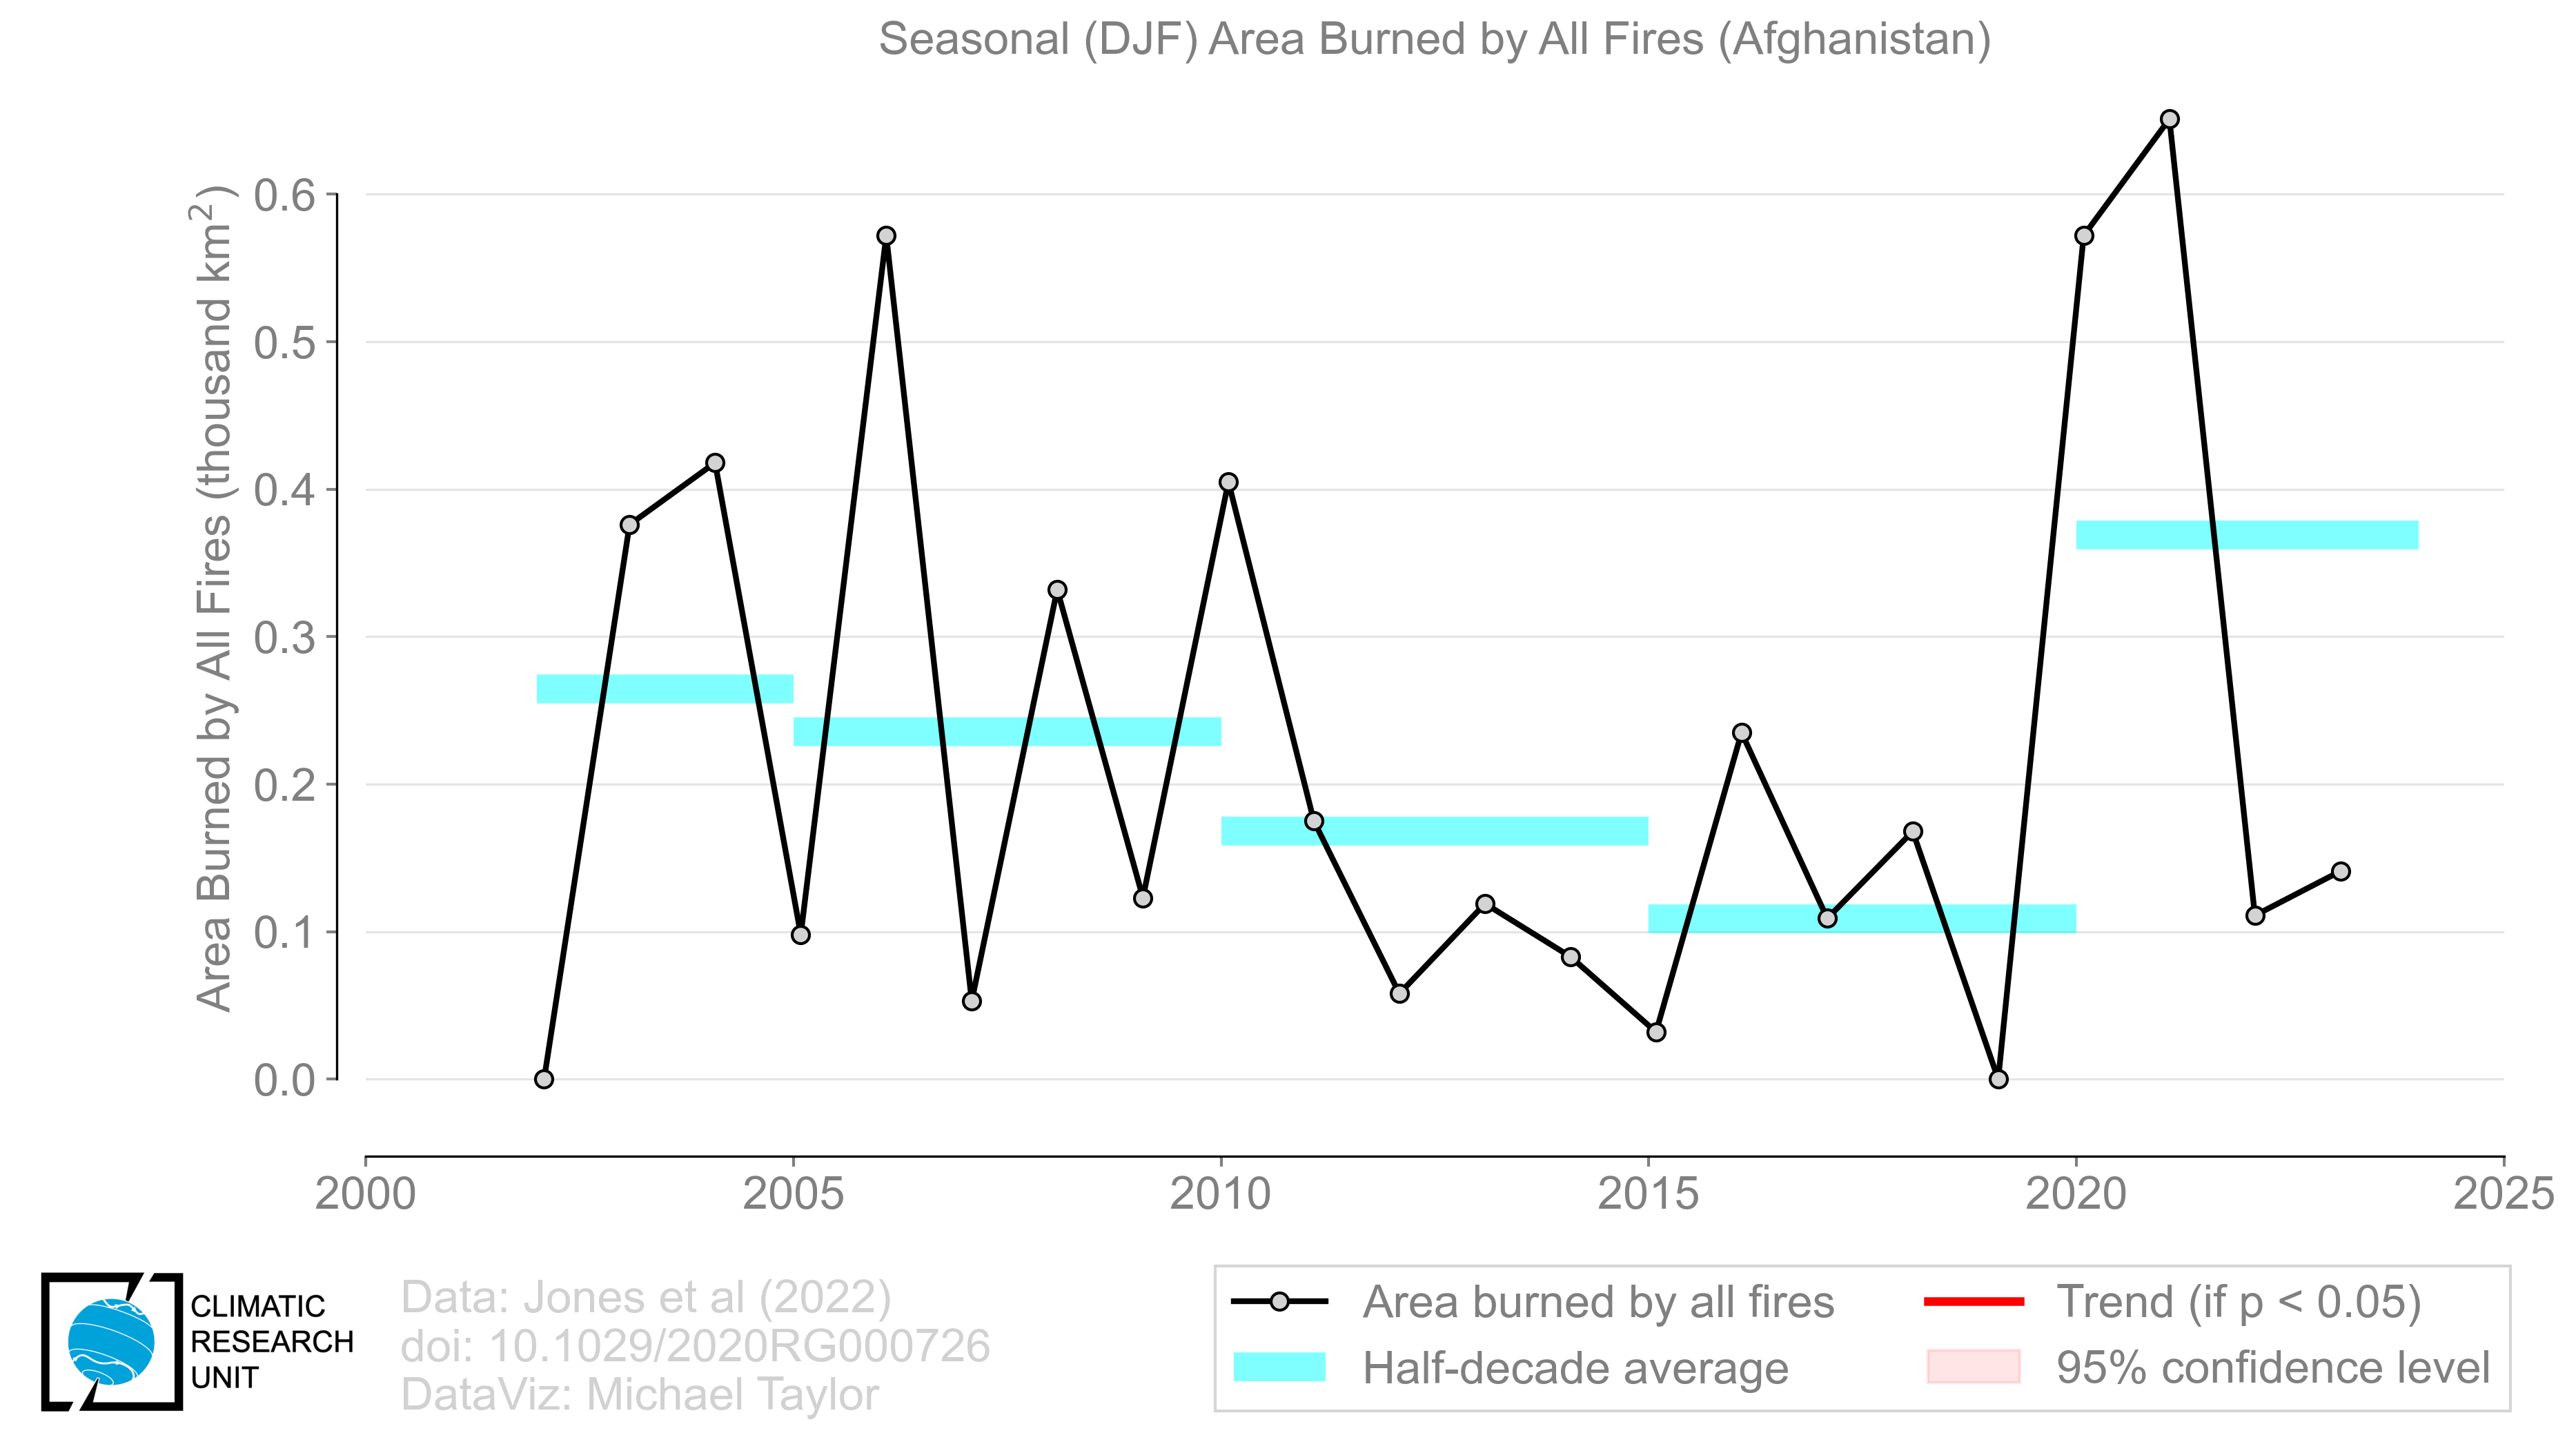 Seasonal (DJF) Area Burned by All Fires (Afghanistan)
Area Burned by All Fires (thousand km²)
0.6
0.5
0.4
0.3
0.2
0.1
0.0
2000
2005
2010
2015
2020
2025
CLIMATIC
RESEARCH
UNIT
Data: Jones et al (2022)
doi: 10.1029/2020RG000726
DataViz: Michael Taylor
Area burned by all fires
Half-decade average
Trend (if p < 0.05)
95% confidence level